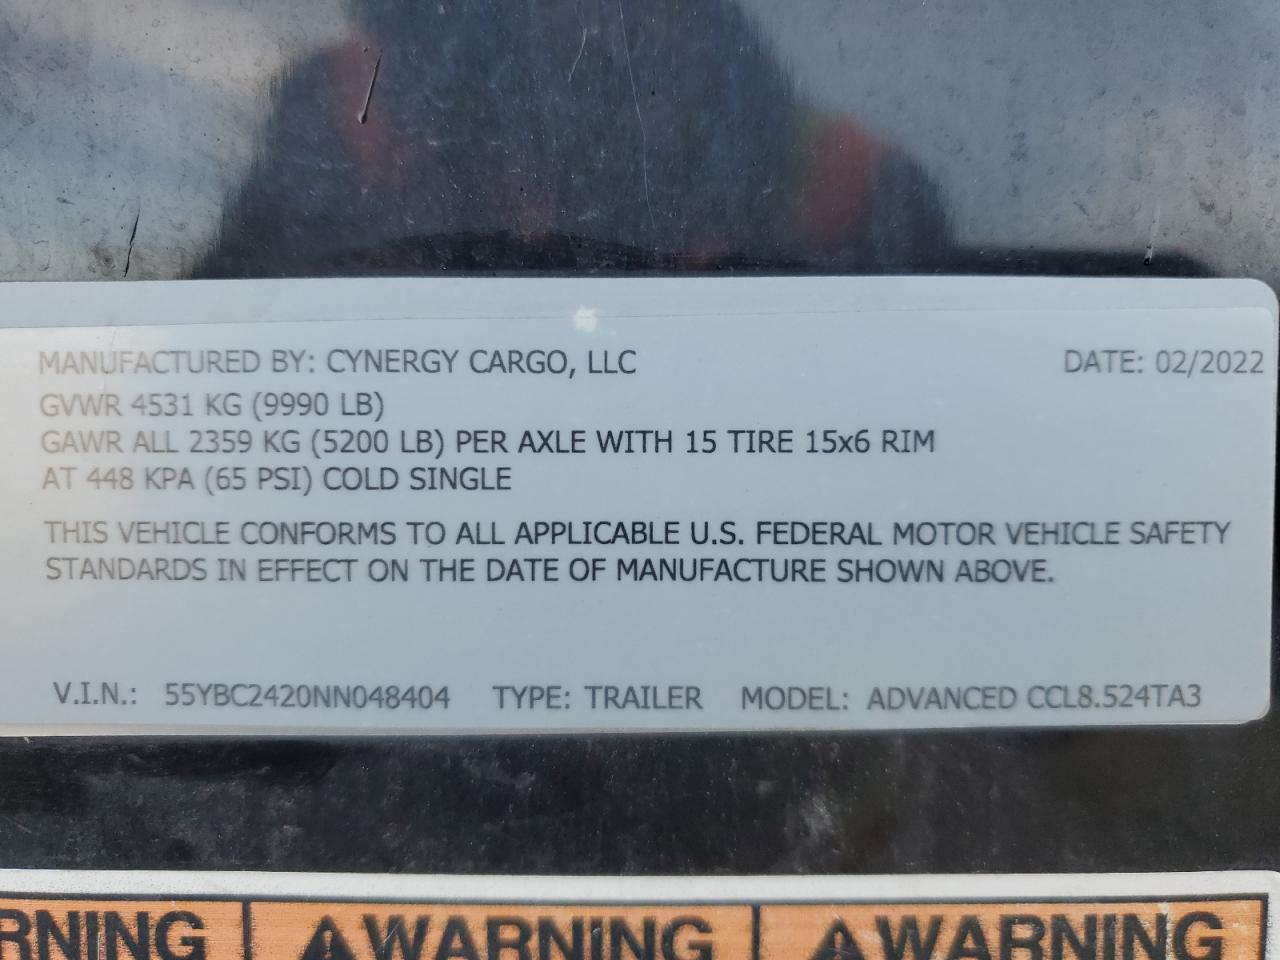 MANUFACTURED BY: CYNERGY CARGO, LLC DATE: 02/2022
GVWR 4531 KG (9990 LB)
GAWR ALL 2359 KG (5200 LB) PER AXLE WITH 15 TIRE 15x6 RIM
AT 448 KPA (65 PSI) COLD SINGLE
THIS VEHICLE CONFORMS TO ALL APPLICABLE U.S. FEDERAL MOTOR VEHICLE SAFETY
STANDARDS IN EFFECT ON THE DATE OF MANUFACTURE SHOWN ABOVE.
V.I.N.: 55YBC2420NN048404 TYPE: TRAILER MODEL: ADVANCED CCL8.524TA3
RNING WARNING WARNING